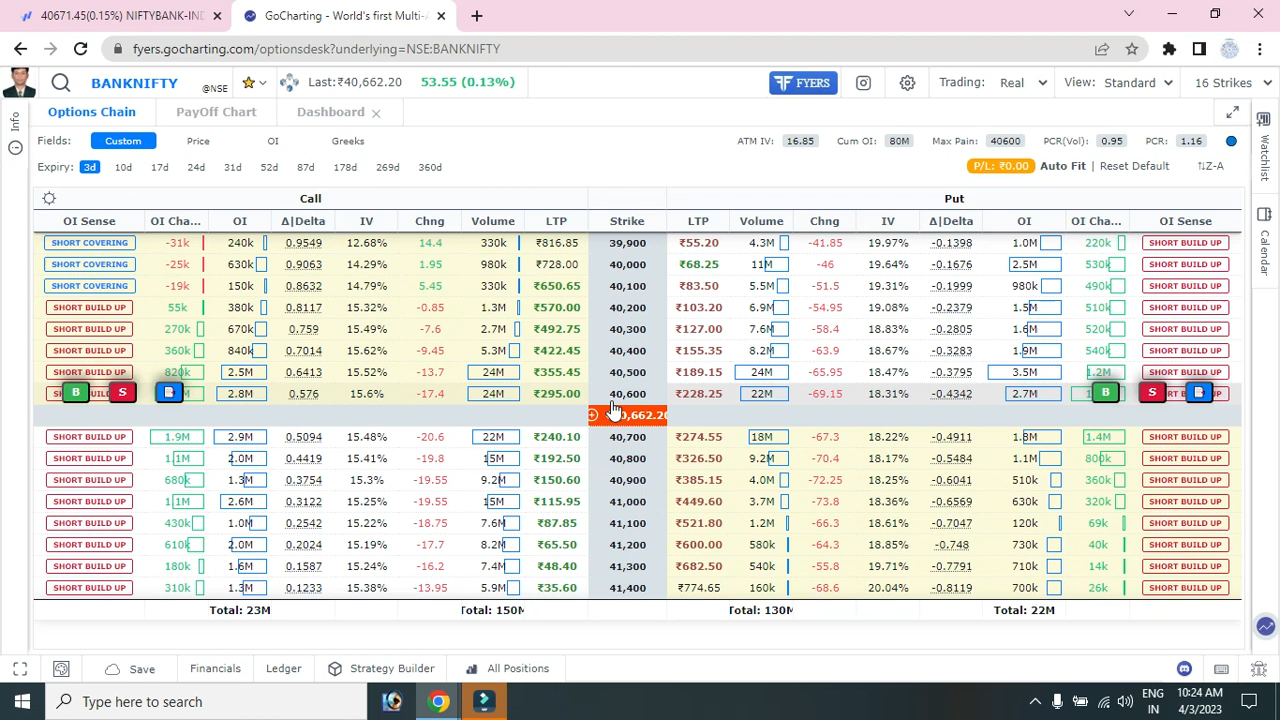 40671.45(0.15%) NIFTYBANK-IND
GoCharting - World's first Multi-A
fyers.gocharting.com/optionsdesk?underlying=NSE:BANKNIFTY
BANKNIFTY @NSE Last:₹40,662.20 53.55 (0.13%) FYERS Trading: Real View: Standard 16 Strikes
Options Chain PayOff Chart Dashboard
Info
Watchlist
Calendar
Fields: Custom Price OI Greeks ATM IV: 16.85 Cum OI: 80M Max Pain: 40600 PCR(Vol): 0.95 PCR: 1.16
Expiry: 3d 10d 17d 24d 31d 52d 87d 178d 269d 360d P/L: ₹0.00 Auto Fit Reset Default Z-A
Call Put
OI Sense OI Cha... OI Δ|Delta IV Chng Volume LTP Strike LTP Volume Chng IV Δ|Delta OI OI Cha... OI Sense
SHORT COVERING -31k 240k 0.9549 12.68% 14.4 330k ₹816.85 39,900 ₹55.20 4.3M -41.85 19.97% -0.1398 1.0M 220k SHORT BUILD UP
SHORT COVERING -25k 630k 0.9063 14.29% 1.95 980k ₹728.00 40,000 ₹68.25 11M -46 19.64% -0.1676 2.5M 530k SHORT BUILD UP
SHORT COVERING -19k 150k 0.8632 14.79% 5.45 330k ₹650.65 40,100 ₹83.50 5.5M -51.5 19.31% -0.1999 980k 490k SHORT BUILD UP
SHORT BUILD UP 55k 380k 0.8117 15.32% -0.85 1.3M ₹570.00 40,200 ₹103.20 6.9M -54.95 19.08% -0.2379 1.5M 510k SHORT BUILD UP
SHORT BUILD UP 270k 670k 0.759 15.49% -7.6 2.7M ₹492.75 40,300 ₹127.00 7.6M -58.4 18.83% -0.2805 1.6M 520k SHORT BUILD UP
SHORT BUILD UP 360k 840k 0.7014 15.62% -9.45 5.3M ₹422.45 40,400 ₹155.35 8.2M -63.9 18.67% -0.3283 1.9M 540k SHORT BUILD UP
SHORT BUILD UP 820k 2.5M 0.6413 15.52% -13.7 24M ₹355.45 40,500 ₹189.15 24M -65.95 18.47% -0.3795 3.5M 1.2M SHORT BUILD UP
B S 2.8M 0.576 15.56% -17.4 24M ₹295.00 40,600 ₹228.25 22M -69.15 18.31% -0.4342 2.7M B S
,662.20
SHORT BUILD UP 1.9M 2.9M 0.5094 15.48% -20.6 22M ₹240.10 40,700 ₹274.55 18M -67.3 18.22% -0.4911 1.8M 1.4M SHORT BUILD UP
SHORT BUILD UP 1.1M 2.0M 0.4419 15.41% -19.8 15M ₹192.50 40,800 ₹326.50 9.2M -70.4 18.17% -0.5484 1.1M 800k SHORT BUILD UP
SHORT BUILD UP 680k 1.3M 0.3754 15.3% -19.55 9.2M ₹150.60 40,900 ₹385.15 4.0M -72.25 18.25% -0.6041 510k 360k SHORT BUILD UP
SHORT BUILD UP 1.1M 2.6M 0.3122 15.25% -19.55 15M ₹115.95 41,000 ₹449.60 3.7M -73.8 18.36% -0.6569 630k 320k SHORT BUILD UP
SHORT BUILD UP 430k 1.0M 0.2542 15.22% -18.75 7.6M ₹87.85 41,100 ₹521.80 1.2M -66.3 18.61% -0.7047 120k 69k SHORT BUILD UP
SHORT BUILD UP 610k 2.0M 0.2024 15.19% -17.7 8.2M ₹65.50 41,200 ₹600.00 580k -64.3 18.85% -0.748 730k 40k SHORT BUILD UP
SHORT BUILD UP 180k 1.6M 0.1587 15.24% -16.2 7.4M ₹48.40 41,300 ₹682.50 540k -55.8 19.71% -0.7791 710k 14k SHORT BUILD UP
SHORT BUILD UP 310k 1.3M 0.1233 15.38% -13.95 5.9M ₹35.60 41,400 ₹774.65 160k -68.6 20.04% -0.8119 700k 26k SHORT BUILD UP
Total: 23M Total: 150M Total: 130M Total: 22M
Save Financials Ledger Strategy Builder All Positions
Type here to search
ENG 10:24 AM
IN 4/3/2023